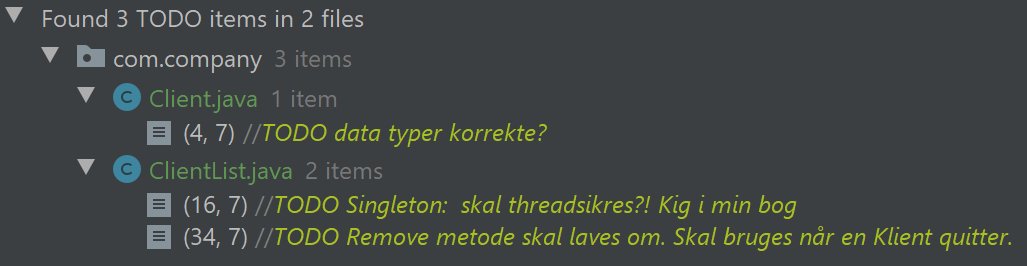 Found 3 TODO items in 2 files
com.company 3 items
C Client.java 1 item
(4, 7) //TODO data typer korrekte?
C ClientList.java 2 items
(16, 7) //TODO Singleton:  skal threadsikres?! Kig i min bog
(34, 7) //TODO Remove metode skal laves om. Skal bruges når en Klient quitter.